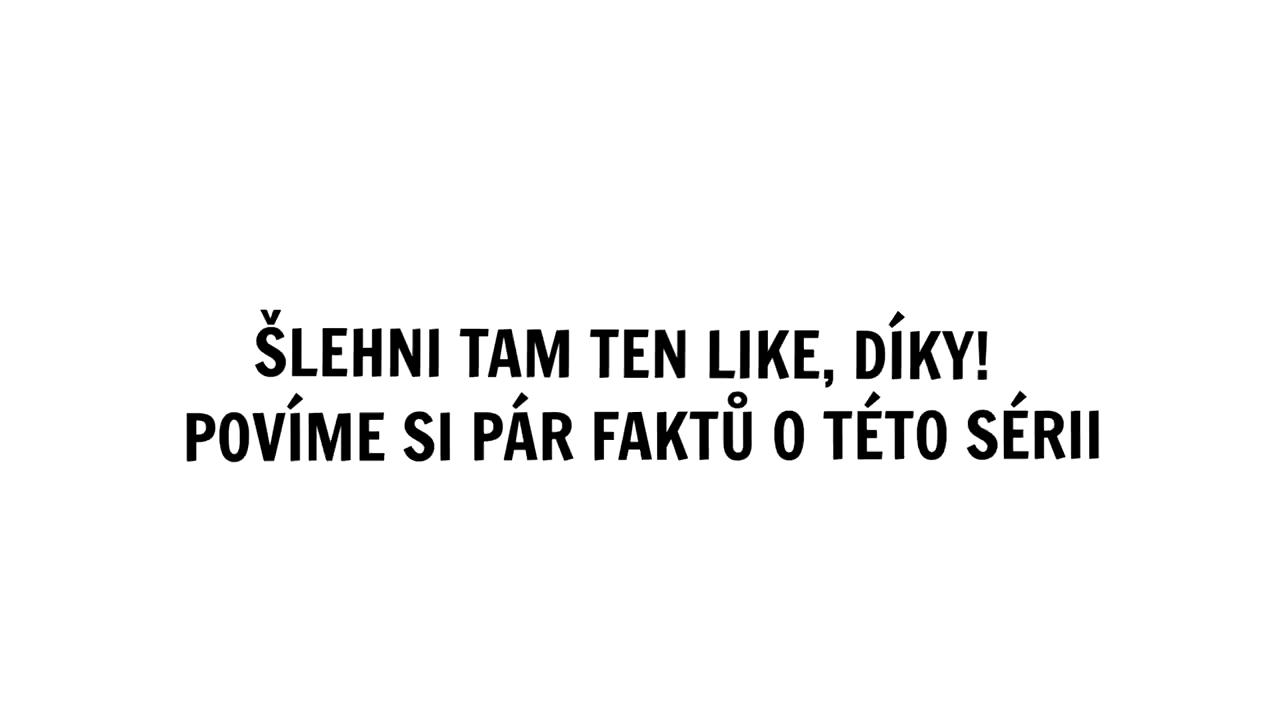 ŠLEHNI TAM TEN LIKE, DÍKY!
POVÍME SI PÁR FAKTŮ O TÉTO SÉRII